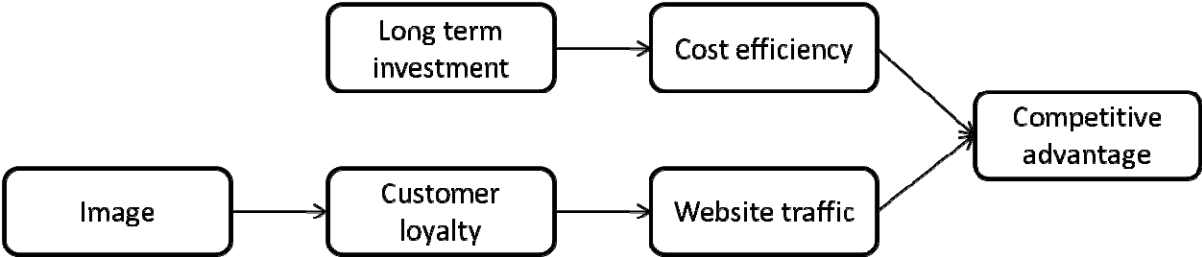 Long term
investment
Cost efficiency
Competitive
advantage
Image
Customer
loyalty
Website traffic